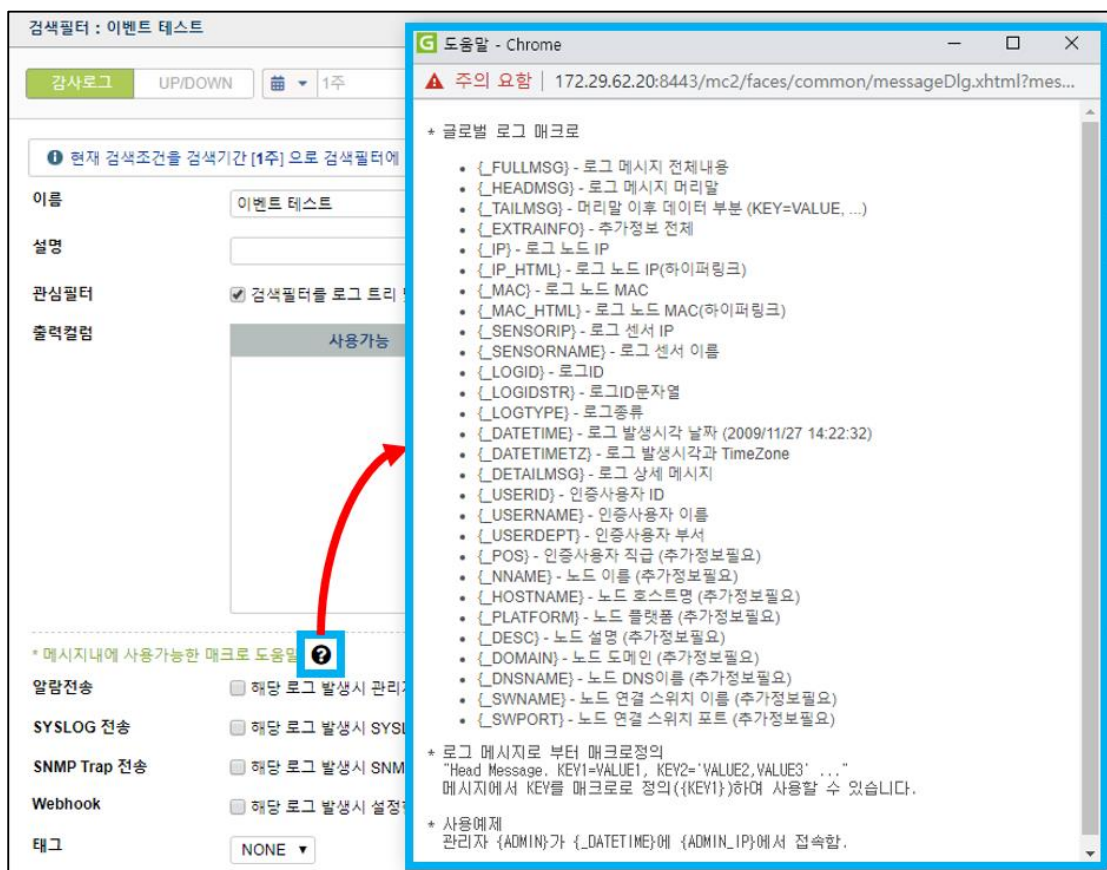 검색필터 : 이벤트 테스트
감사로그 UP/DOWN 1주
현재 검색조건을 검색기간 [1주] 으로 검색필터에
이름 이벤트 테스트
설명
관심필터 검색필터를 로그 트리
출력컬럼 사용가능
* 메시지내에 사용가능한 매크로 도움말
알람전송 해당 로그 발생시 관리
SYSLOG 전송 해당 로그 발생시 SYSL
SNMP Trap 전송 해당 로그 발생시 SNM
Webhook 해당 로그 발생시 설정
태그 NONE
도움말 - Chrome
주의 요함 | 172.29.62.20:8443/mc2/faces/common/messageDlg.xhtml?mes...
* 글로벌 로그 매크로
• {_FULLMSG} - 로그 메시지 전체내용
• {_HEADMSG} - 로그 메시지 머리말
• {_TAILMSG} - 머리말 이후 데이터 부분 (KEY=VALUE, ...)
• {_EXTRAINFO} - 추가정보 전체
• {_IP} - 로그 노드 IP
• {_IP_HTML} - 로그 노드 IP(하이퍼링크)
• {_MAC} - 로그 노드 MAC
• {_MAC_HTML} - 로그 노드 MAC(하이퍼링크)
• {_SENSORIP} - 로그 센서 IP
• {_SENSORNAME} - 로그 센서 이름
• {_LOGID} - 로그ID
• {_LOGIDSTR} - 로그ID문자열
• {_LOGTYPE} - 로그종류
• {_DATETIME} - 로그 발생시각 날짜 (2009/11/27 14:22:32)
• {_DATETIMETZ} - 로그 발생시각과 TimeZone
• {_DETAILMSG} - 로그 상세 메시지
• {_USERID} - 인증사용자 ID
• {_USERNAME} - 인증사용자 이름
• {_USERDEPT} - 인증사용자 부서
• {_POS} - 인증사용자 직급 (추가정보필요)
• {_NNAME} - 노드 이름 (추가정보필요)
• {_HOSTNAME} - 노드 호스트명 (추가정보필요)
• {_PLATFORM} - 노드 플랫폼 (추가정보필요)
• {_DESC} - 노드 설명 (추가정보필요)
• {_DOMAIN} - 노드 도메인 (추가정보필요)
• {_DNSNAME} - 노드 DNS이름 (추가정보필요)
• {_SWNAME} - 노드 연결 스위치 이름 (추가정보필요)
• {_SWPORT} - 노드 연결 스위치 포트 (추가정보필요)
* 로그 메시지로 부터 매크로정의
"Head Message. KEY1=VALUE1, KEY2='VALUE2,VALUE3' ..."
메시지에서 KEY를 매크로로 정의({KEY1})하여 사용할 수 있습니다.
* 사용예제
관리자 {ADMIN}가 {_DATETIME}에 {ADMIN_IP}에서 접속함.